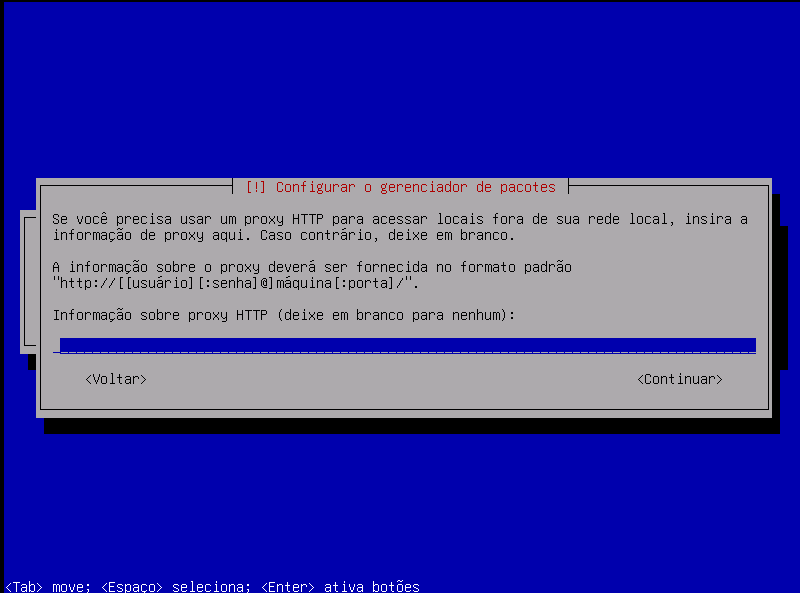 [!] Configurar o gerenciador de pacotes
Se você precisa usar um proxy HTTP para acessar locais fora de sua rede local, insira a
informação de proxy aqui. Caso contrário, deixe em branco.
A informação sobre o proxy deverá ser fornecida no formato padrão
"http://[[usuário][:senha]@]máquina[:porta]/".
Informação sobre proxy HTTP (deixe em branco para nenhum):
<Voltar> <Continuar>
<Tab> move; <Espaço> seleciona; <Enter> ativa botões